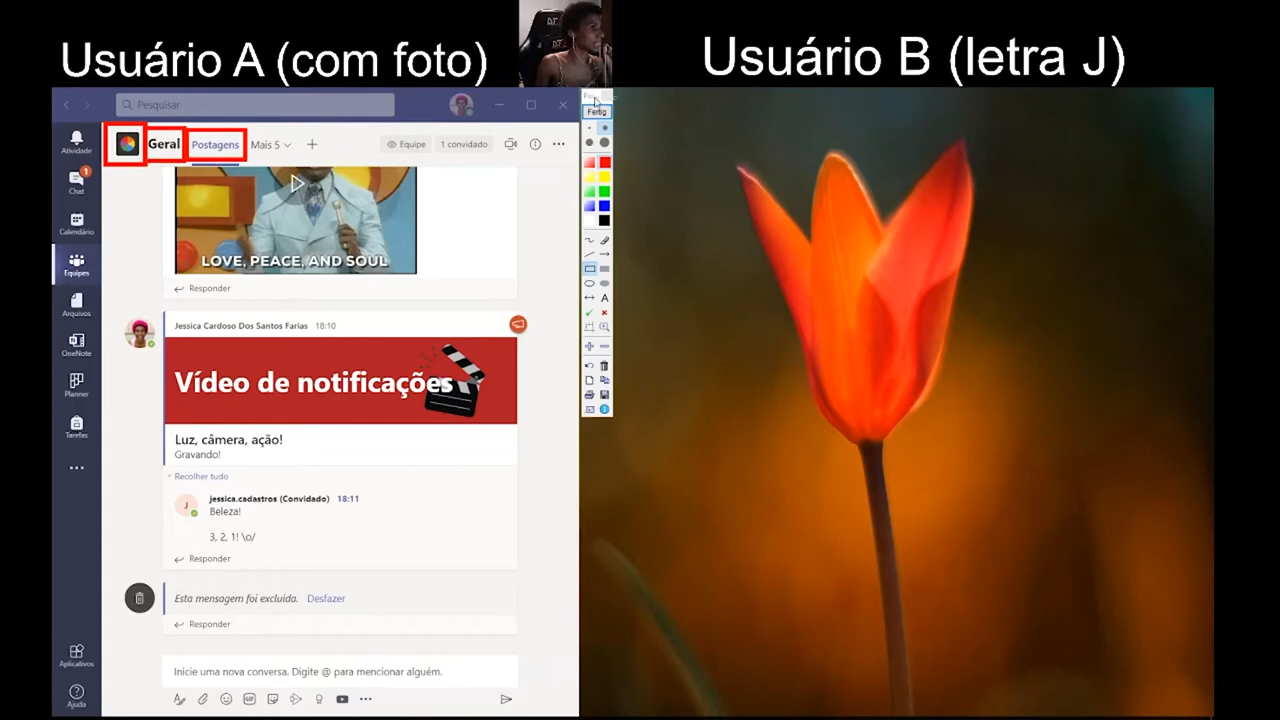 Usuário A (com foto)
Usuário B (letra J)
Pesquisar
Fertig
Atividade
Geral
Postagens
Mais 5
Equipe
1 convidado
Chat
1
Calendário
Equipes
Arquivos
OneNote
Planner
Tarefas
Aplicativos
Ajuda
LOVE, PEACE, AND SOUL
Responder
Jessica Cardoso Dos Santos Farias 18:10
Vídeo de notificações
Luz, câmera, ação!
Gravando!
Recolher tudo
J
jessica.cadastros (Convidado) 18:11
Beleza!
3, 2, 1! \o/
Responder
Esta mensagem foi excluída. Desfazer
Responder
Inicie uma nova conversa. Digite @ para mencionar alguém.
GIF
A